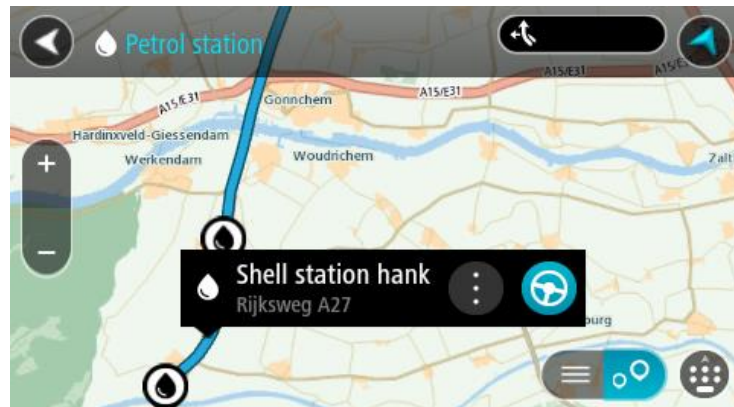 Petrol station
A15/E31
A15/E31
Gonnchem
A15/E31
Hardinxveld-Giessendam
Werkendam
Woudrichem
Zalt
Shell station hank
Rijksweg A27
burg